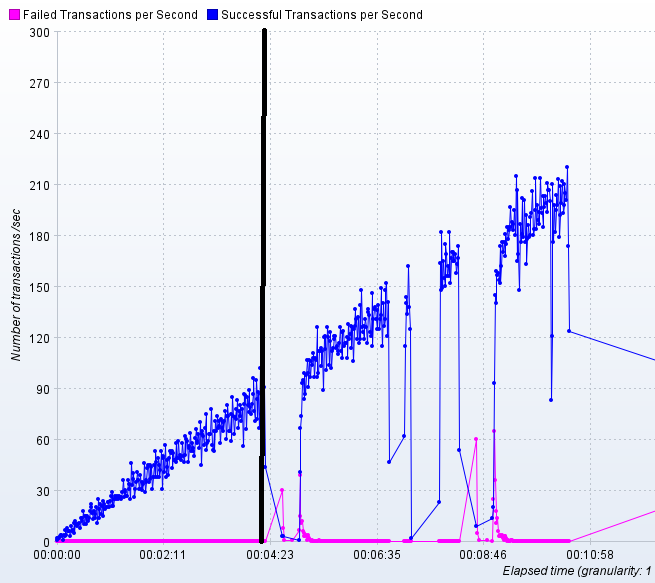 Failed Transactions per Second Successful Transactions per Second
300
270
240
210
180
150
120
90
60
30
0
Number of transactions /sec
00:00:00 00:02:11 00:04:23 00:06:35 00:08:46 00:10:58
Elapsed time (granularity: 1